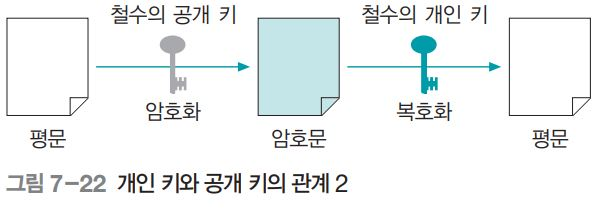 철수의 공개 키
철수의 개인 키
암호화
복호화
평문
암호문
평문
그림 7-22 개인 키와 공개 키의 관계 2